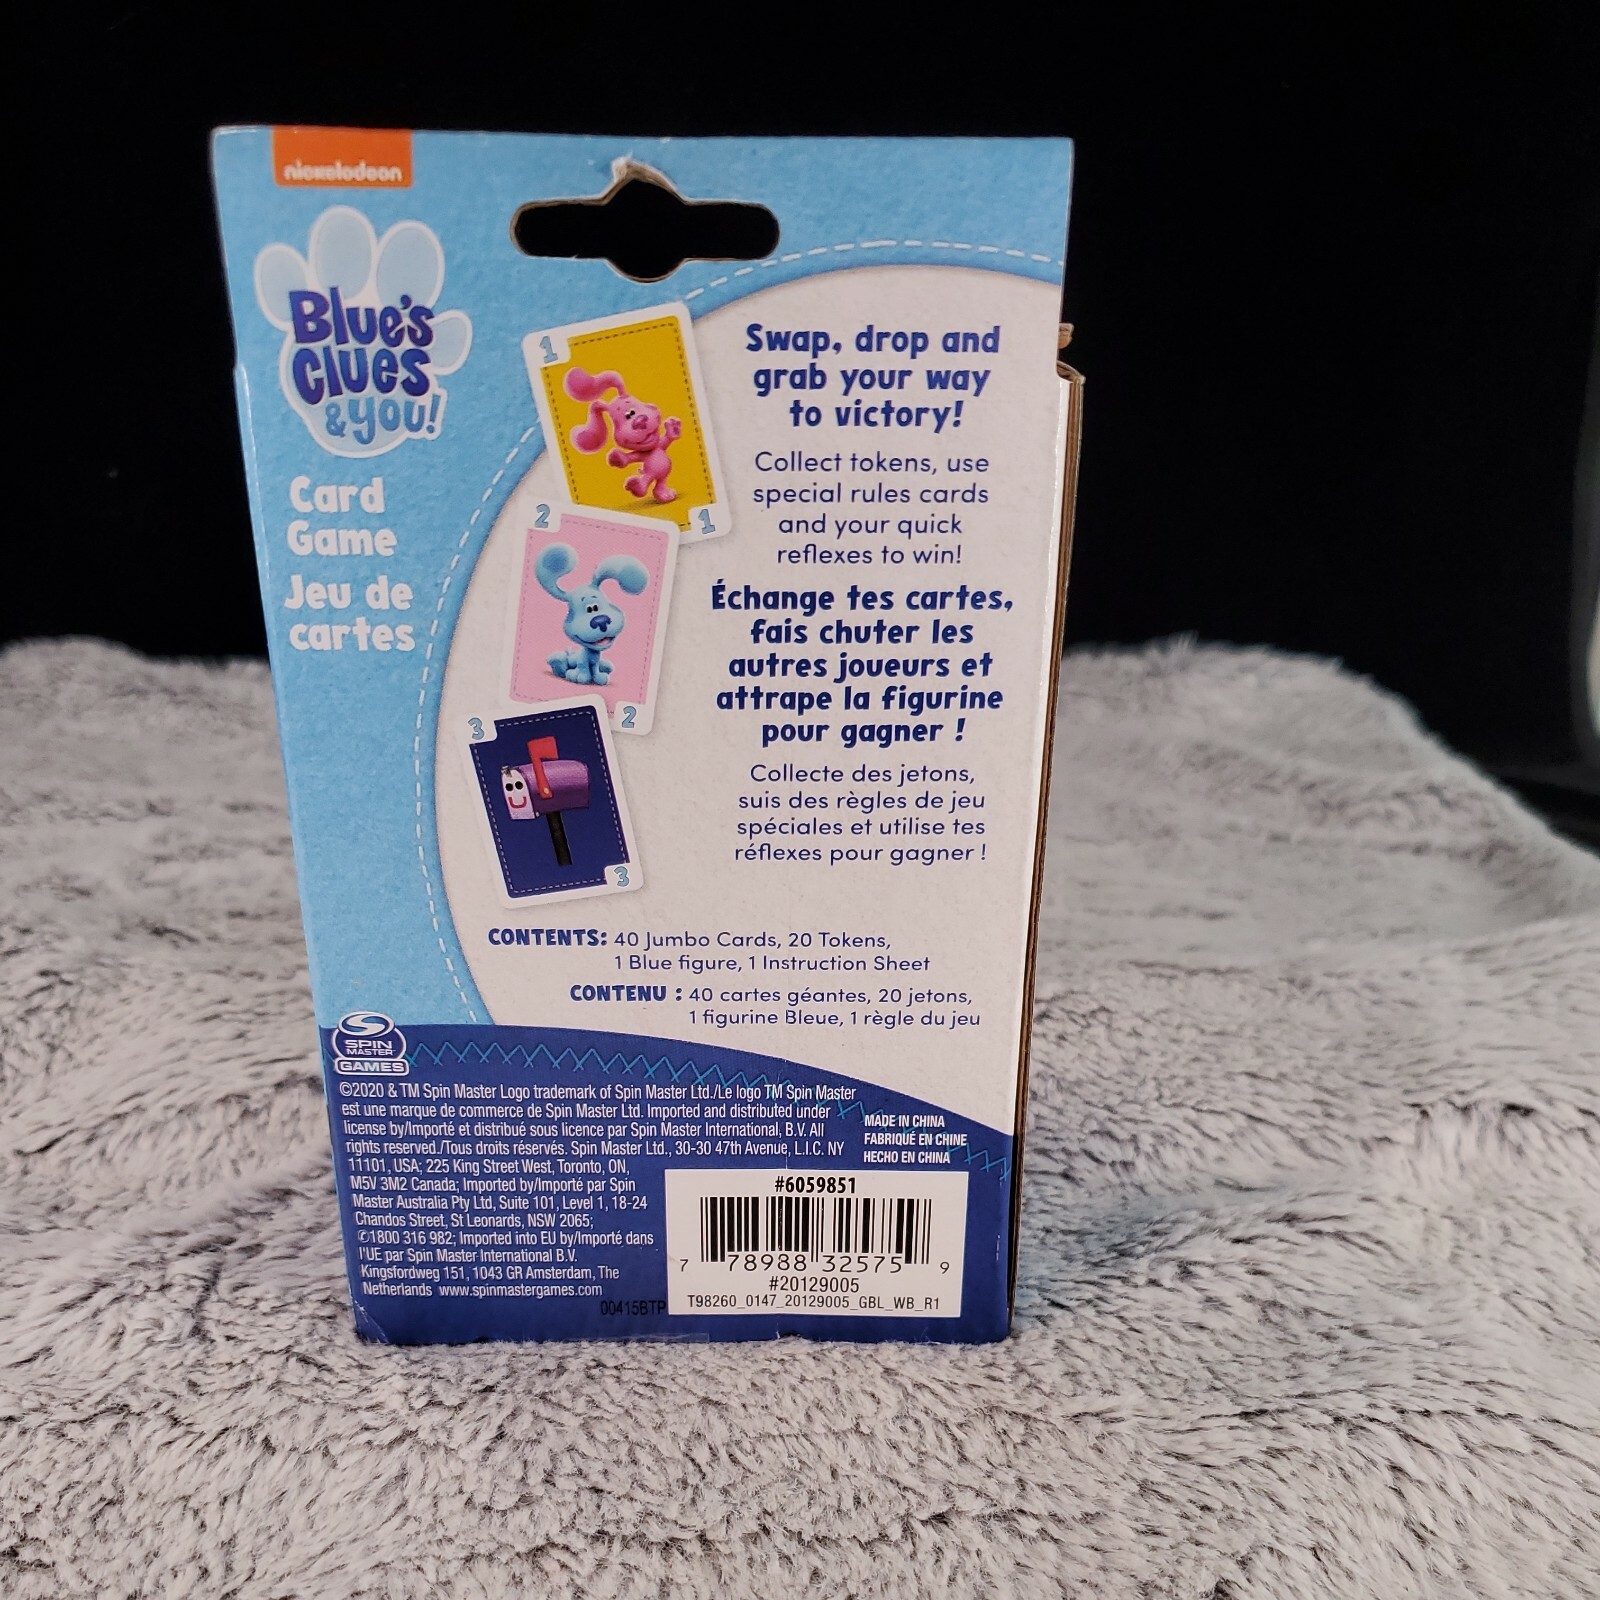 nickelodeon
Blue's
Clues
& YOU!
Card
Game
Jeu de
cartes
1
1
2
2
3
3
Swap, drop and
grab your way
to victory!
Collect tokens, use
special rules cards
and your quick
reflexes to win!
Échange tes cartes,
fais chuter les
autres joueurs et
attrape la figurine
pour gagner !
Collecte des jetons,
suis des règles de jeu
spéciales et utilise tes
réflexes pour gagner !
CONTENTS: 40 Jumbo Cards, 20 Tokens,
1 Blue figure, 1 Instruction Sheet
CONTENU : 40 cartes géantes, 20 jetons,
1 figurine Bleue, 1 règle du jeu
SPIN
MASTER
GAMES
©2020 & TM Spin Master Logo trademark of Spin Master Ltd./Le logo TM Spin Master
est une marque de commerce de Spin Master Ltd. Imported and distributed under
license by/Importé et distribué sous licence par Spin Master International, B.V. All
rights reserved./Tous droits réservés. Spin Master Ltd., 30-30 47th Avenue, L.I.C. NY
11101, USA; 225 King Street West, Toronto, ON,
M5V 3M2 Canada; Imported by/Importé par Spin
Master Australia Pty Ltd, Suite 101, Level 1, 18-24
Chandos Street, St Leonards, NSW 2065;
✆1800 316 982; Imported into EU by/Importé dans
l'UE par Spin Master International B.V.
Kingsfordweg 151, 1043 GR Amsterdam, The
Netherlands www.spinmastergames.com
00415BTP
MADE IN CHINA
FABRIQUÉ EN CHINE
HECHO EN CHINA
#6059851
7 78988 32575 9
#20129005
T98260_0147_20129005_GBL_WB_R1